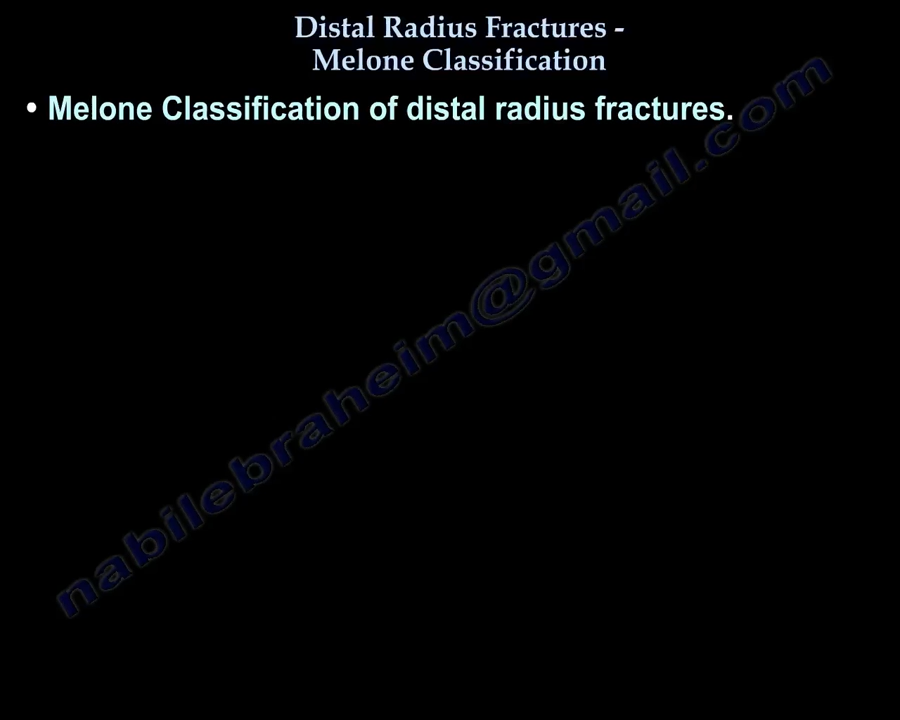 Distal Radius Fractures -
Melone Classification
• Melone Classification of distal radius fractures.
nabilebraheim@gmail.com